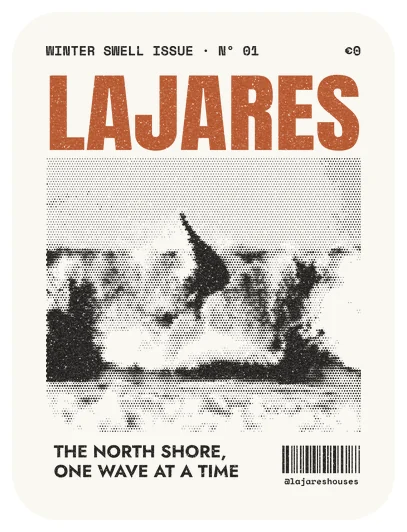 WINTER SWELL ISSUE · N° 01
€0
LAJARES
THE NORTH SHORE,
ONE WAVE AT A TIME
@lajareshouses